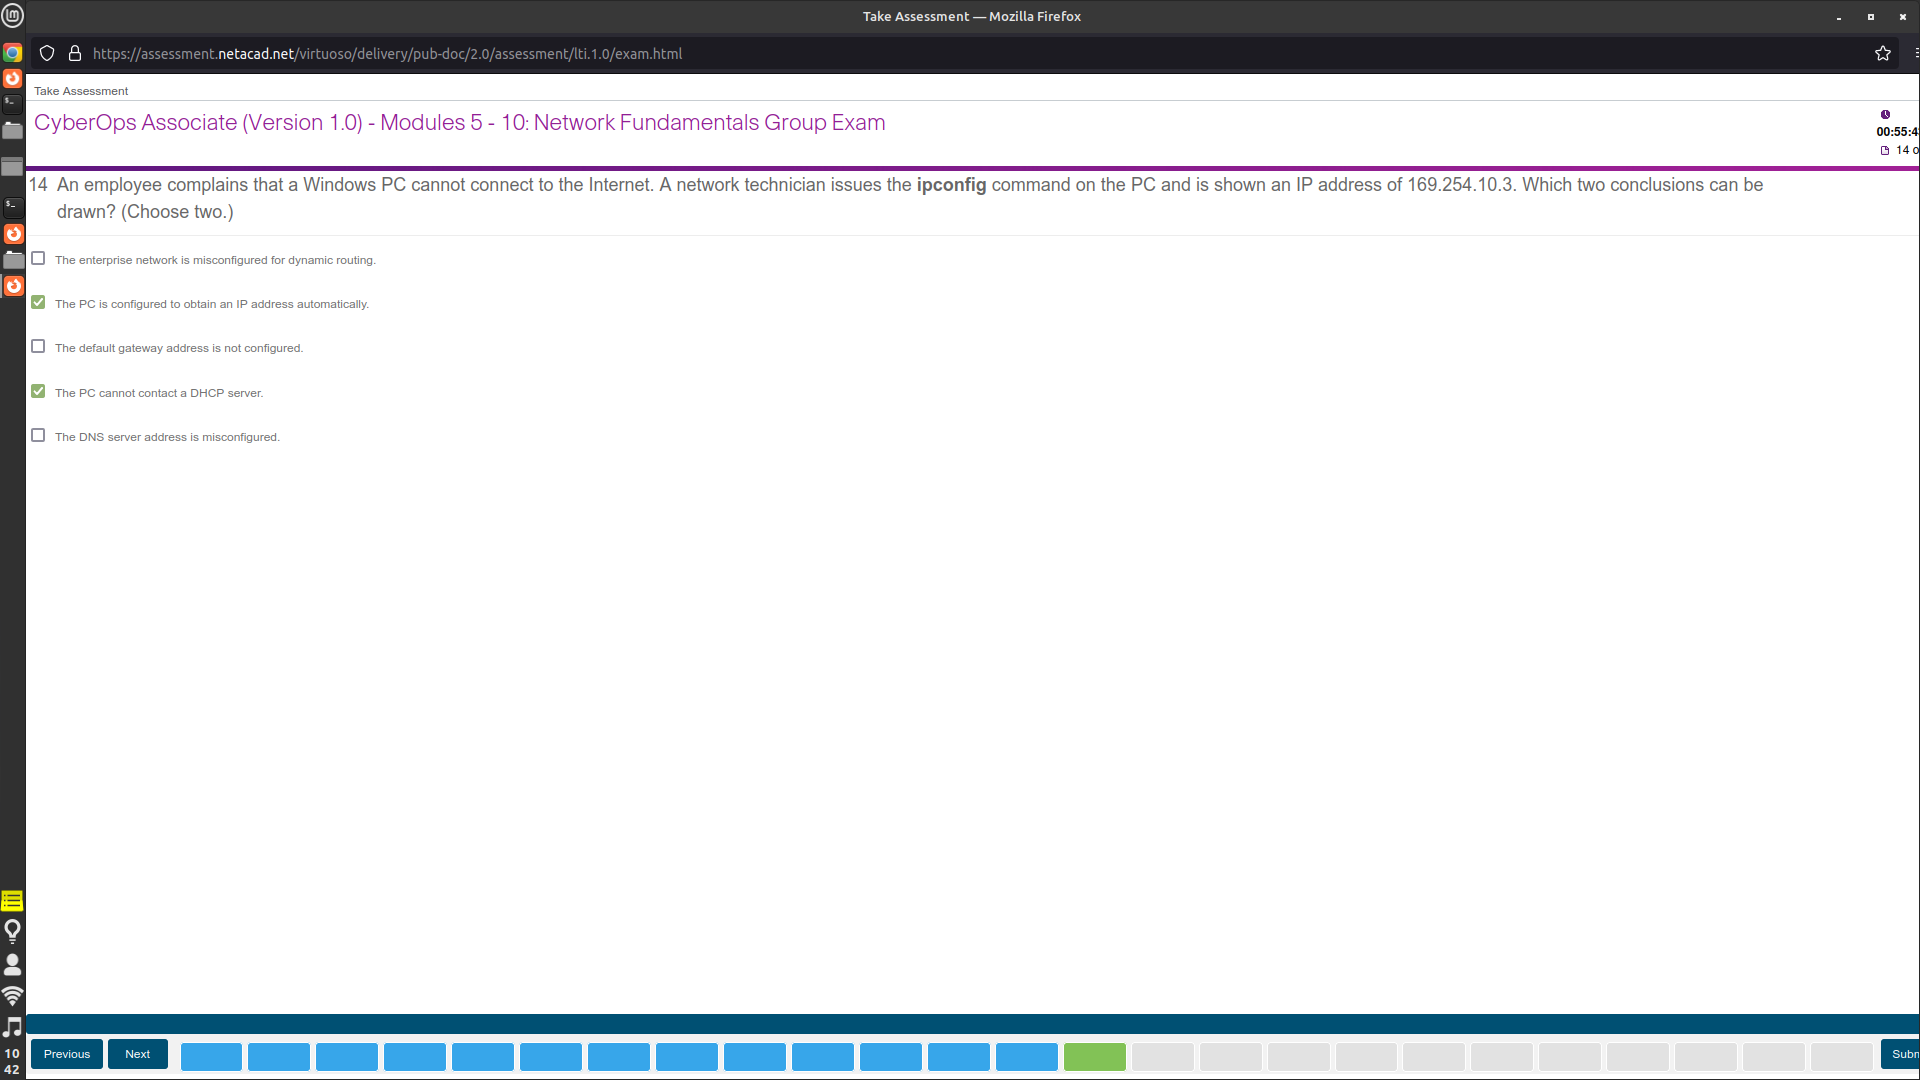 Take Assessment — Mozilla Firefox
https://assessment.netacad.net/virtuoso/delivery/pub-doc/2.0/assessment/lti.1.0/exam.html
Take Assessment
CyberOps Associate (Version 1.0) - Modules 5 - 10: Network Fundamentals Group Exam
00:55:4
14 o
14 An employee complains that a Windows PC cannot connect to the Internet. A network technician issues the ipconfig command on the PC and is shown an IP address of 169.254.10.3. Which two conclusions can be
drawn? (Choose two.)
The enterprise network is misconfigured for dynamic routing.
The PC is configured to obtain an IP address automatically.
The default gateway address is not configured.
The PC cannot contact a DHCP server.
The DNS server address is misconfigured.
Previous Next
10
42